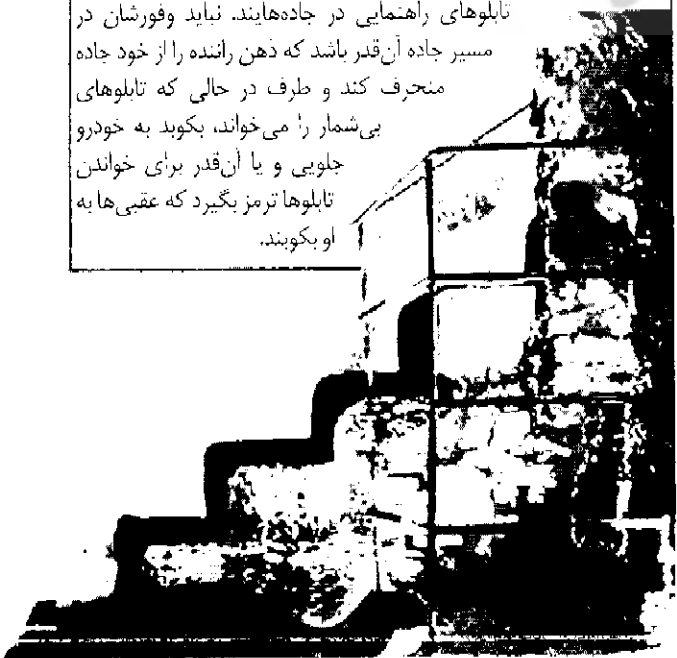 تابلوهای راهنمایی در جاده‌هایند. نباید وفورشان در
مسیر جاده آن‌قدر باشد که ذهن راننده را از خود جاده
منحرف کند و طرف در حالی که تابلوهای
بی‌شمار را می‌خواند، بکوبد به خودرو
جلویی و یا آن‌قدر برای خواندن
تابلوها ترمز بگیرد که عقبی‌ها به
او بکوبند.